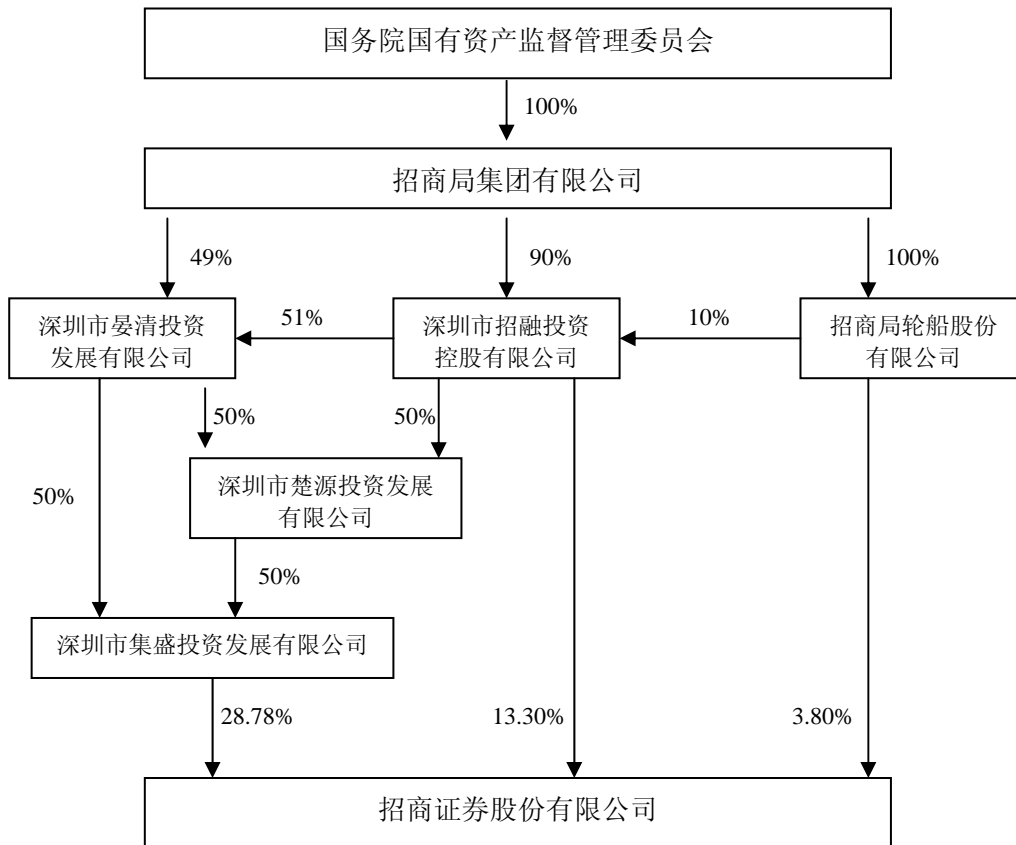 国务院国有资产监督管理委员会
100%
招商局集团有限公司
49%
90%
100%
深圳市晏清投资
发展有限公司
51%
深圳市招融投资
控股有限公司
10%
招商局轮船股份
有限公司
50%
50%
50%
深圳市楚源投资发展
有限公司
50%
深圳市集盛投资发展有限公司
28.78%
13.30%
3.80%
招商证券股份有限公司